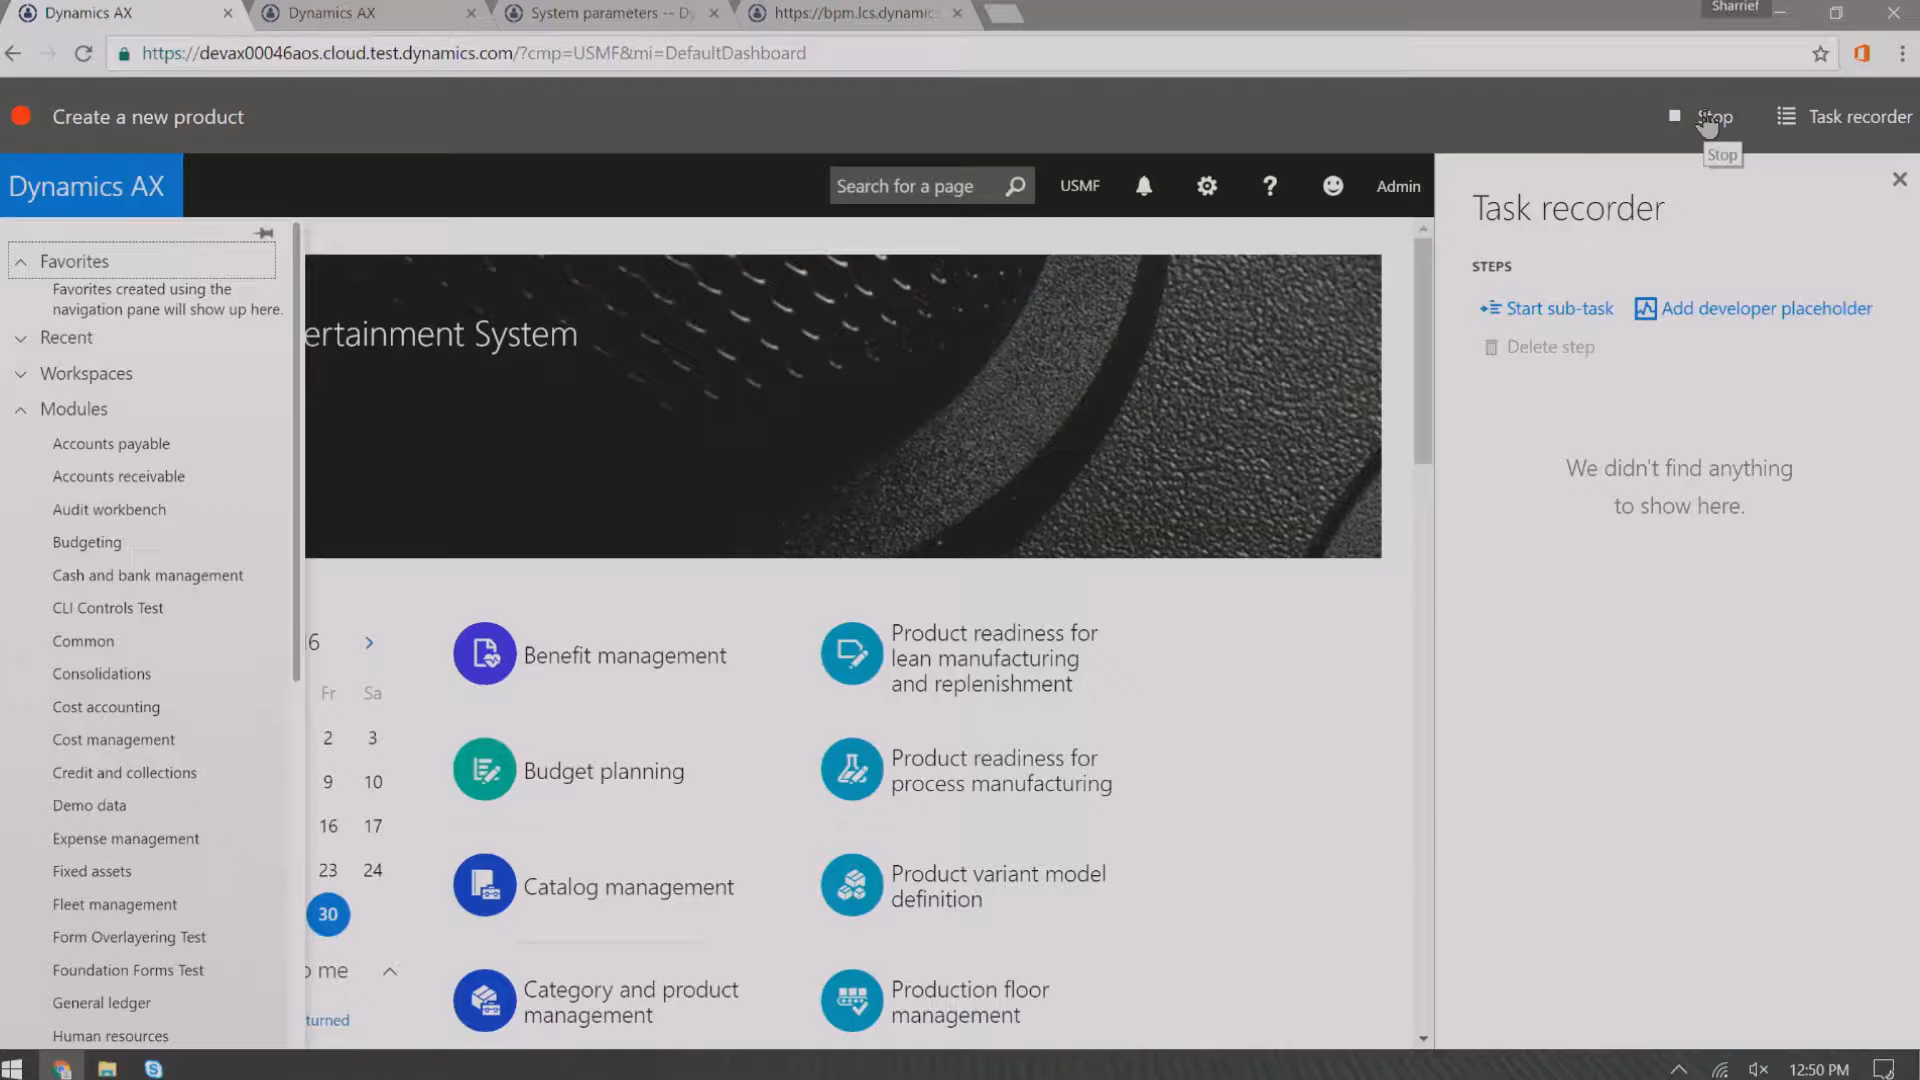 Dynamics AX
Dynamics AX
System parameters -- Dy
https://bpm.lcs.dynamic
Sharrief
https://devax00046aos.cloud.test.dynamics.com/?cmp=USMF&mi=DefaultDashboard
Create a new product
Stop
Task recorder
Stop
Dynamics AX
Search for a page
USMF
Admin
Favorites
Favorites created using the
navigation pane will show up here.
Recent
Workspaces
Modules
Accounts payable
Accounts receivable
Audit workbench
Budgeting
Cash and bank management
CLI Controls Test
Common
Consolidations
Cost accounting
Cost management
Credit and collections
Demo data
Expense management
Fixed assets
Fleet management
Form Overlayering Test
Foundation Forms Test
General ledger
Human resources
ertainment System
6
Fr Sa
2 3
9 10
16 17
23 24
30
o me
turned
Benefit management
Budget planning
Catalog management
Category and product
management
Product readiness for
lean manufacturing
and replenishment
Product readiness for
process manufacturing
Product variant model
definition
Production floor
management
Task recorder
STEPS
Start sub-task
Add developer placeholder
Delete step
We didn't find anything
to show here.
12:50 PM